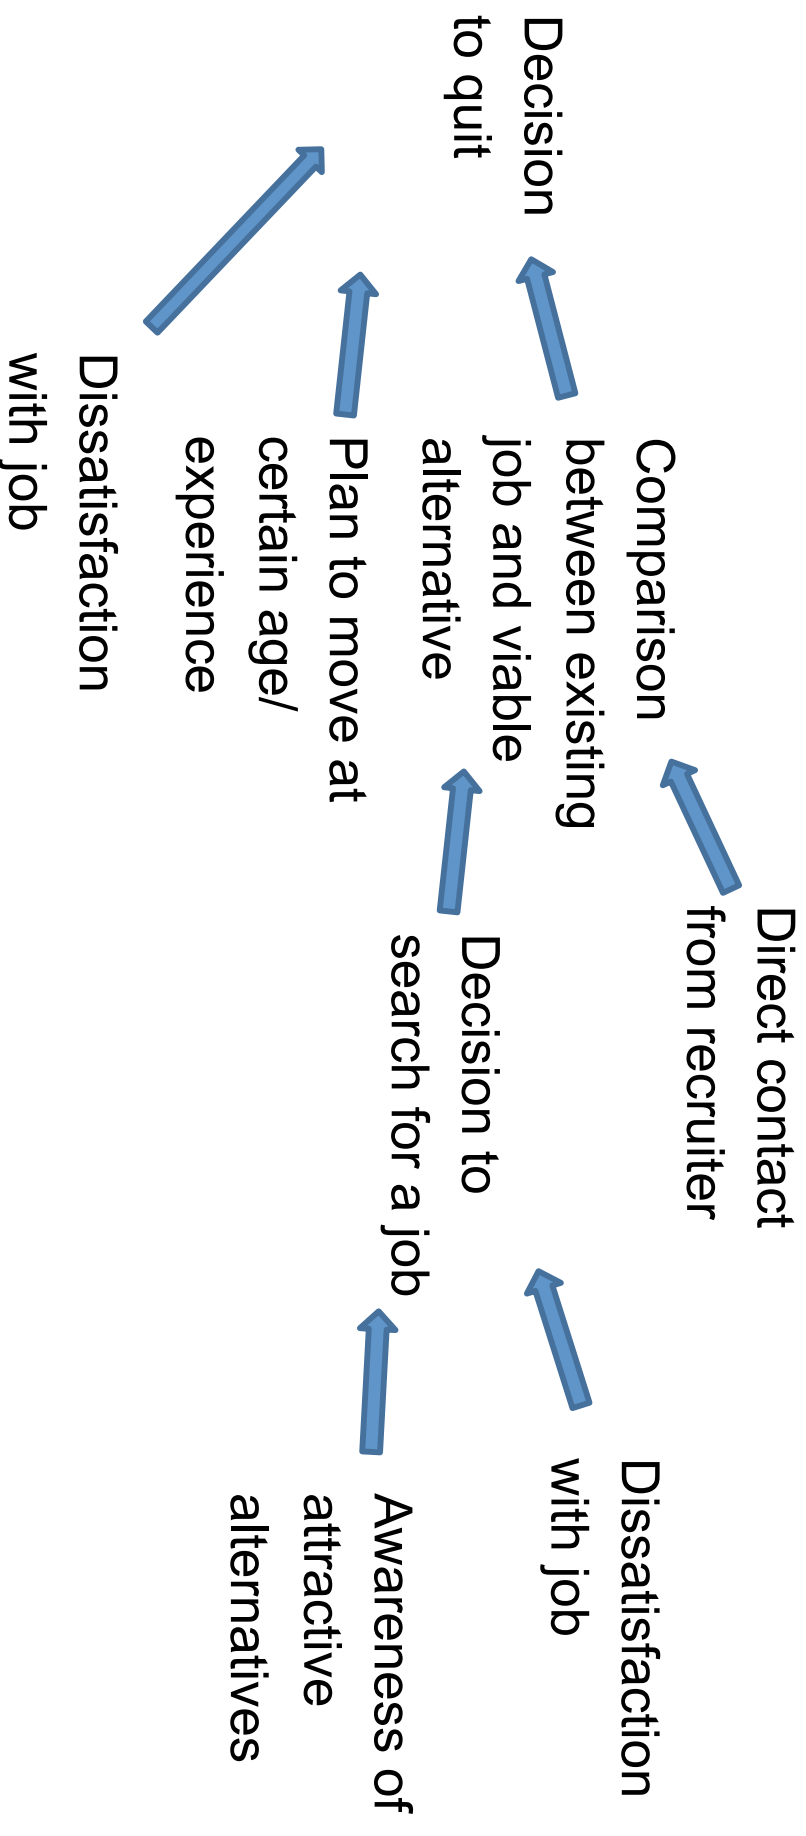 Decision
to quit
Comparison
between existing
job and viable
alternative
Plan to move at
certain age/
experience
Dissatisfaction
with job
Direct contact
from recruiter
Decision to
search for a job
Dissatisfaction
with job
Awareness of
attractive
alternatives